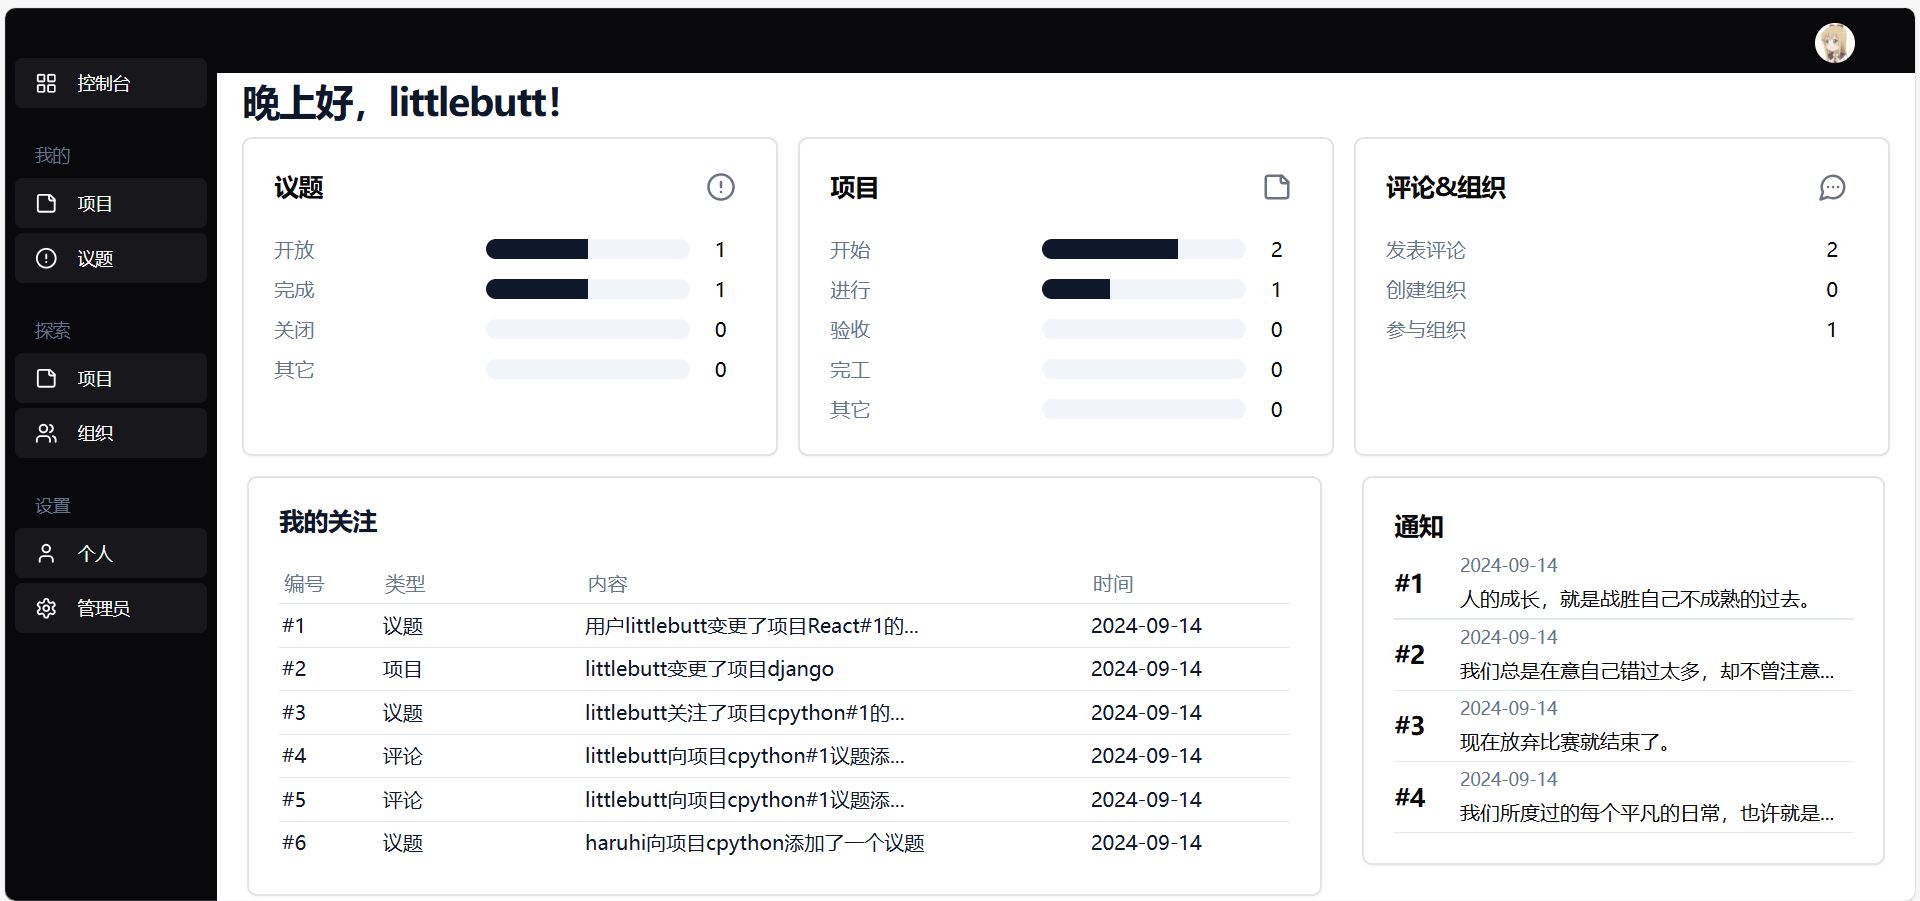 控制台
我的
项目
议题
探索
项目
组织
设置
个人
管理员
晚上好，littlebutt！
议题
开放 1
完成 1
关闭 0
其它 0
项目
开始 2
进行 1
验收 0
完工 0
其它 0
评论&组织
发表评论 2
创建组织 0
参与组织 1
我的关注
编号 类型 内容 时间
#1 议题 用户littlebutt变更了项目React#1的... 2024-09-14
#2 项目 littlebutt变更了项目django 2024-09-14
#3 议题 littlebutt关注了项目cpython#1的... 2024-09-14
#4 评论 littlebutt向项目cpython#1议题添... 2024-09-14
#5 评论 littlebutt向项目cpython#1议题添... 2024-09-14
#6 议题 haruhi向项目cpython添加了一个议题 2024-09-14
通知
2024-09-14
#1
人的成长，就是战胜自己不成熟的过去。
2024-09-14
#2
我们总是在意自己错过太多，却不曾注意...
2024-09-14
#3
现在放弃比赛就结束了。
2024-09-14
#4
我们所度过的每个平凡的日常，也许就是...